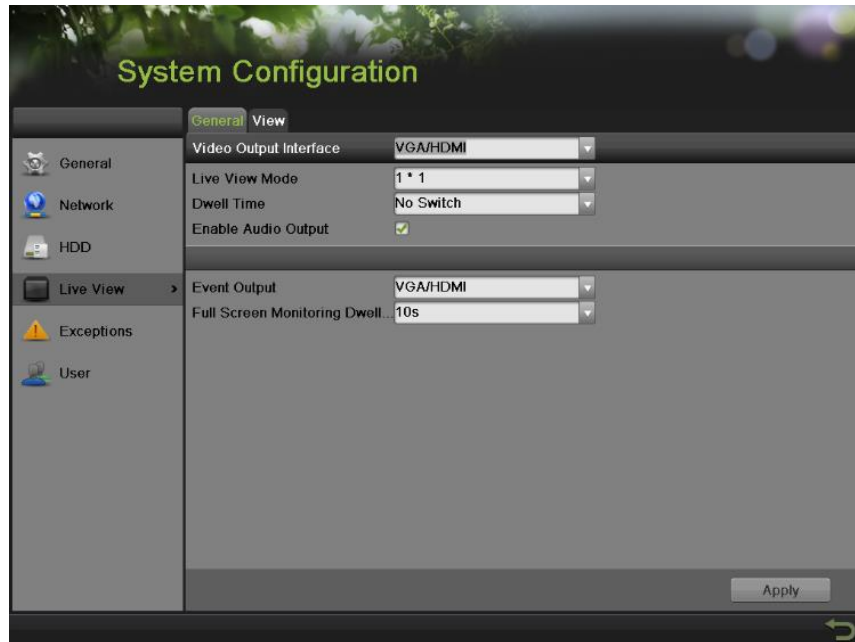 System Configuration
General View
General
Network
HDD
Live View
Exceptions
User
Video Output Interface VGA/HDMI
Live View Mode 1 * 1
Dwell Time No Switch
Enable Audio Output
Event Output VGA/HDMI
Full Screen Monitoring Dwell... 10s
Apply